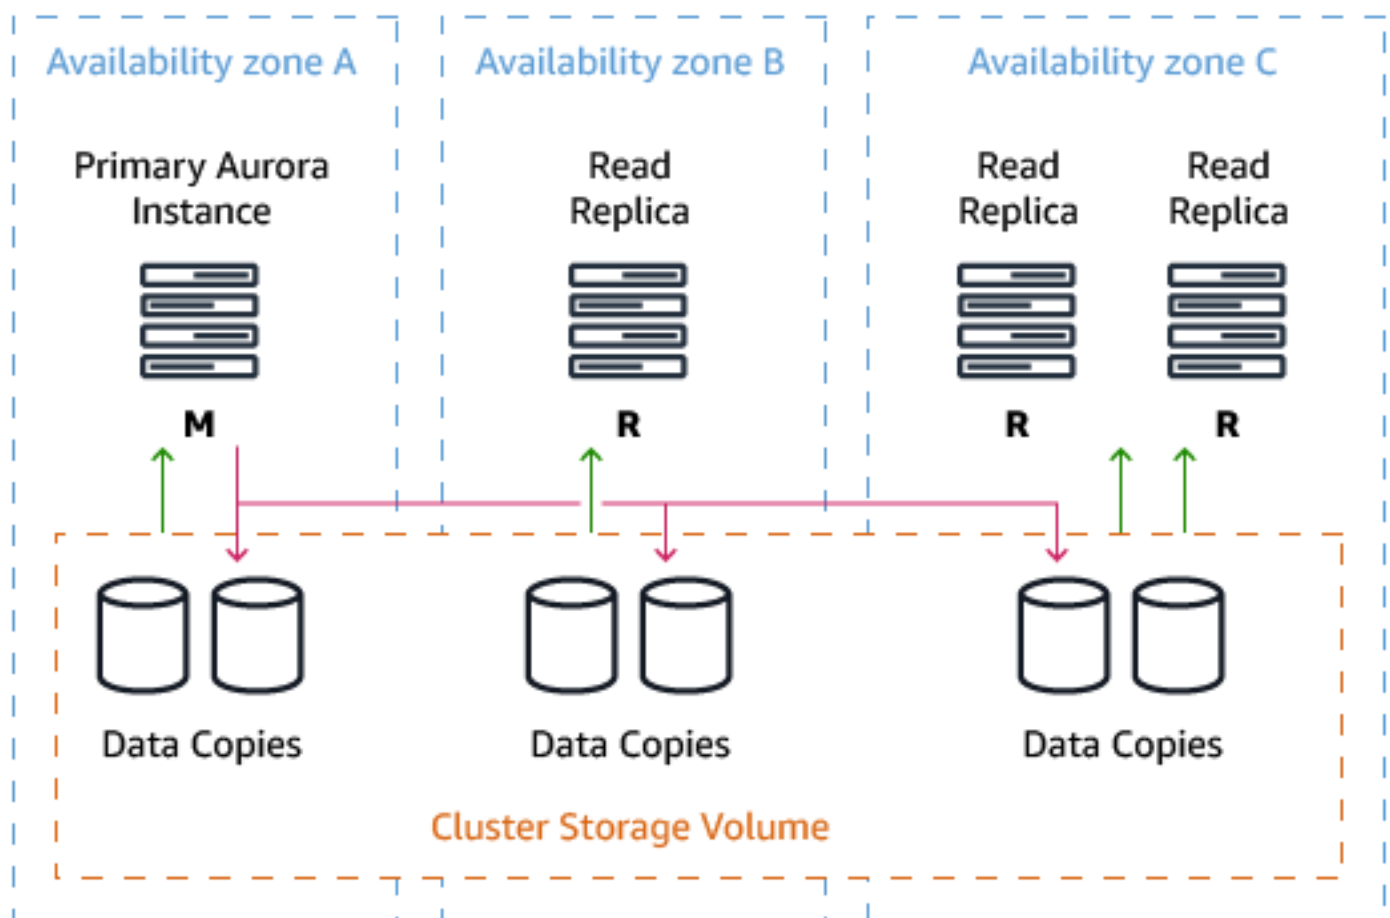 Availability zone A
Availability zone B
Availability zone C
Primary Aurora
Instance
Read
Replica
Read
Replica
Read
Replica
M
R
R
R
Data Copies
Data Copies
Data Copies
Cluster Storage Volume